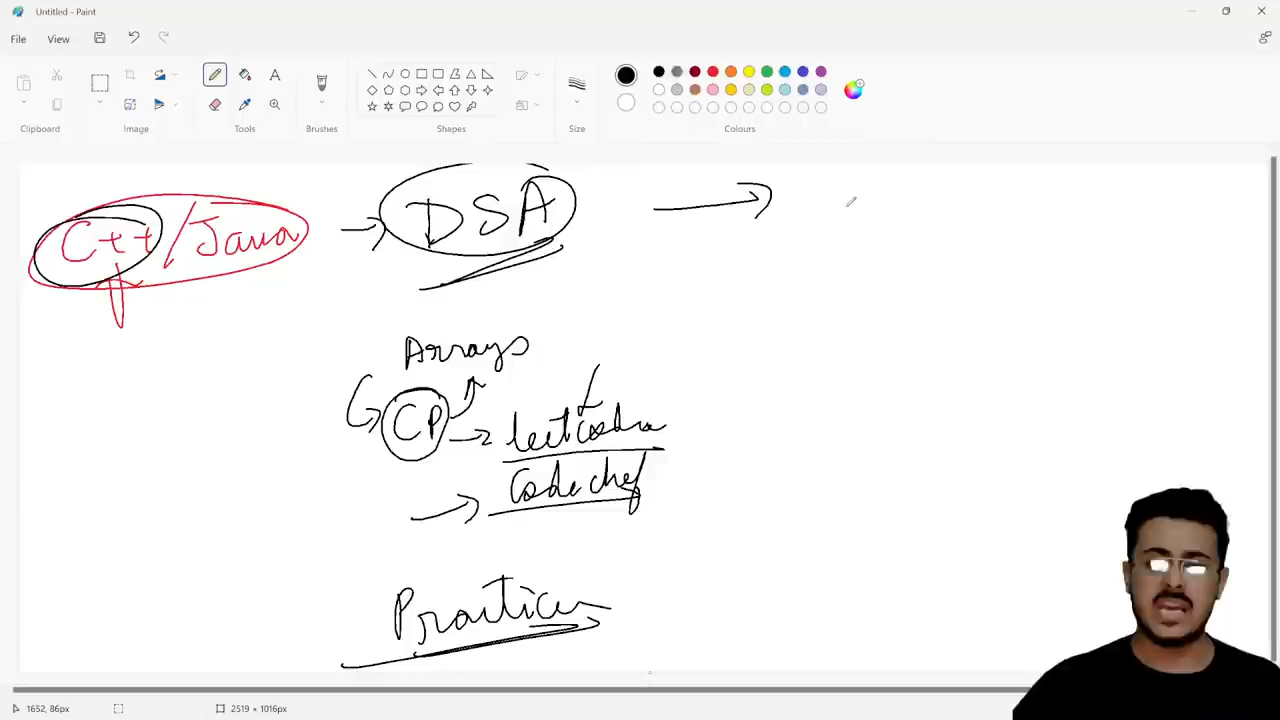 Untitled - Paint
File View
Clipboard
Image
Tools
Brushes
Shapes
Size
Colours
C++/Java → DSA →
Arrays
CP → leetcode
→ Codechef
Practice
1652, 86px
2519 × 1016px